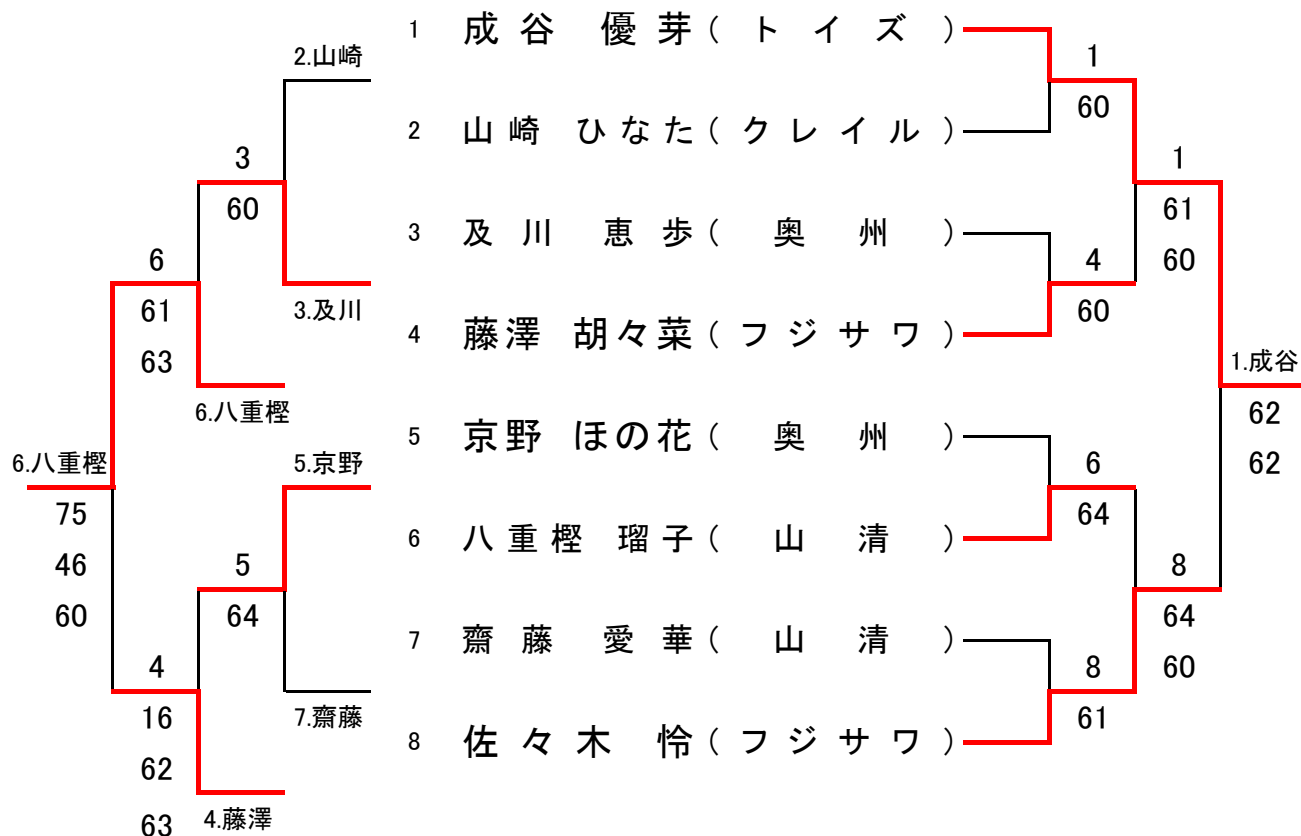 1 成谷 優芽(トイズ)
2.山崎
1
60
2 山崎 ひなた(クレイル)
3
60
1
61
60
3 及川 恵歩(奥州)
6
61
63
3.及川
4
60
4 藤澤 胡々菜(フジサワ)
1.成谷
62
62
6.八重樫
5 京野 ほの花(奥州)
6.八重樫
75
46
60
5.京野
6
64
6 八重樫 瑠子(山清)
5
64
8
64
60
7 齋藤 愛華(山清)
4
16
62
63
7.齋藤
8
61
8 佐々木 怜(フジサワ)
4.藤澤